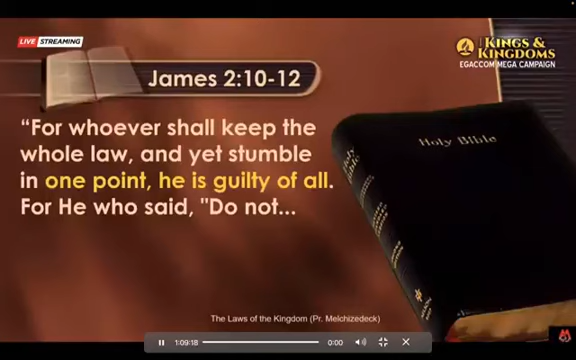 LIVE STREAMING
KINGS &
KINGDOMS
EGACCOM MEGA CAMPAIGN
James 2:10-12
“For whoever shall keep the
whole law, and yet stumble
in one point, he is guilty of all.
For He who said, "Do not...
Holy Bible
Holy Bible
The Laws of the Kingdom (Pr. Melchizedeck)
1:09:18
0:00